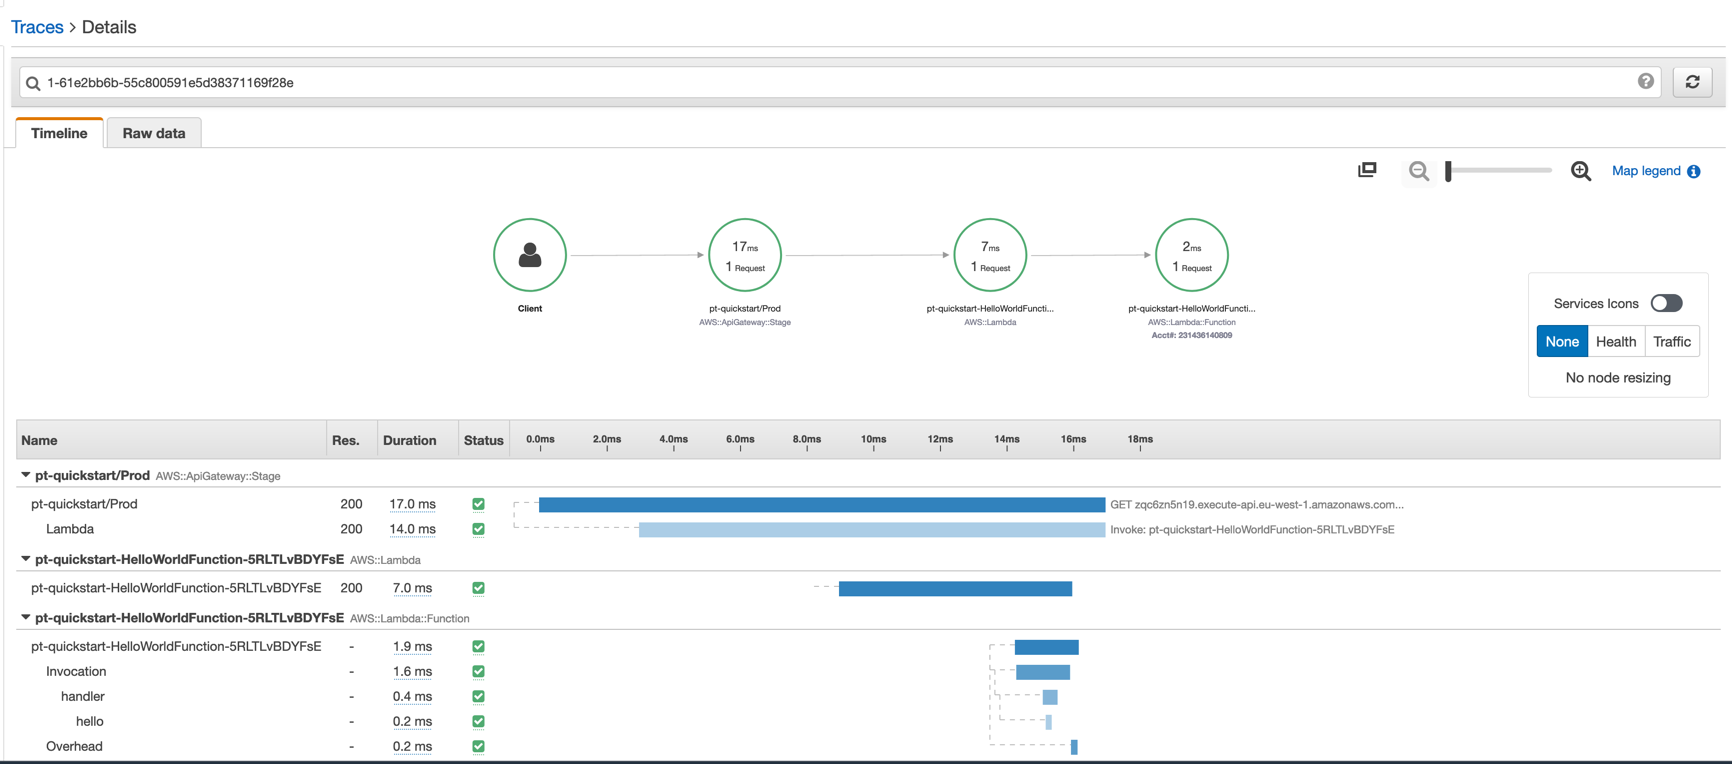 Traces > Details
1-61e2bb6b-55c800591e5d38371169f28e
Timeline
Raw data
Map legend
17ms
1 Request
7ms
1 Request
2ms
1 Request
Client
pt-quickstart/Prod
AWS::ApiGateway::Stage
pt-quickstart-HelloWorldFuncti...
AWS::Lambda
pt-quickstart-HelloWorldFuncti...
AWS::Lambda::Function
Acct#: 231436140809
Services Icons
None Health Traffic
No node resizing
Name Res. Duration Status 0.0ms 2.0ms 4.0ms 6.0ms 8.0ms 10ms 12ms 14ms 16ms 18ms
pt-quickstart/Prod AWS::ApiGateway::Stage
pt-quickstart/Prod 200 17.0 ms GET zqc6zn5n19.execute-api.eu-west-1.amazonaws.com...
Lambda 200 14.0 ms Invoke: pt-quickstart-HelloWorldFunction-5RLTLvBDYFsE
pt-quickstart-HelloWorldFunction-5RLTLvBDYFsE AWS::Lambda
pt-quickstart-HelloWorldFunction-5RLTLvBDYFsE 200 7.0 ms
pt-quickstart-HelloWorldFunction-5RLTLvBDYFsE AWS::Lambda::Function
pt-quickstart-HelloWorldFunction-5RLTLvBDYFsE - 1.9 ms
Invocation - 1.6 ms
handler - 0.4 ms
hello - 0.2 ms
Overhead - 0.2 ms